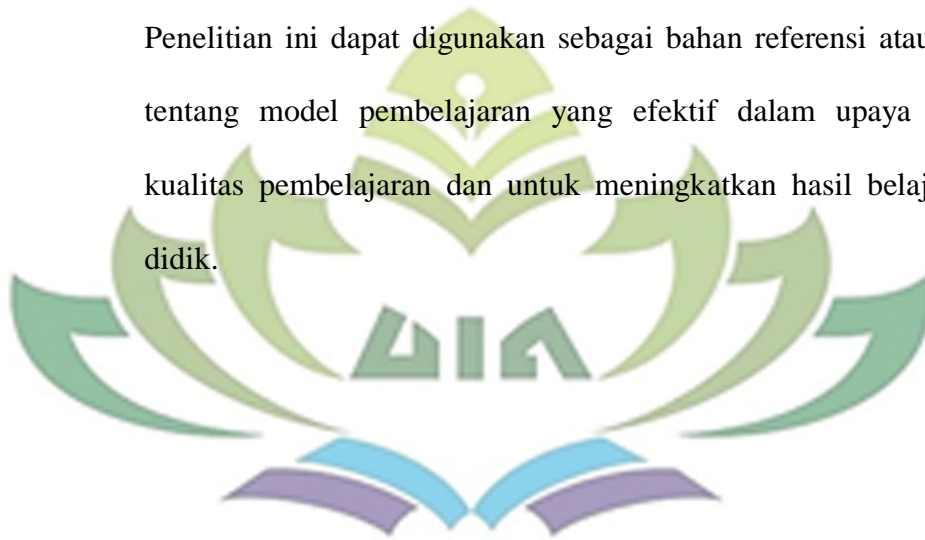 Penelitian ini dapat digunakan sebagai bahan referensi atau
tentang model pembelajaran yang efektif dalam upaya
kualitas pembelajaran dan untuk meningkatkan hasil
didik.
UIN